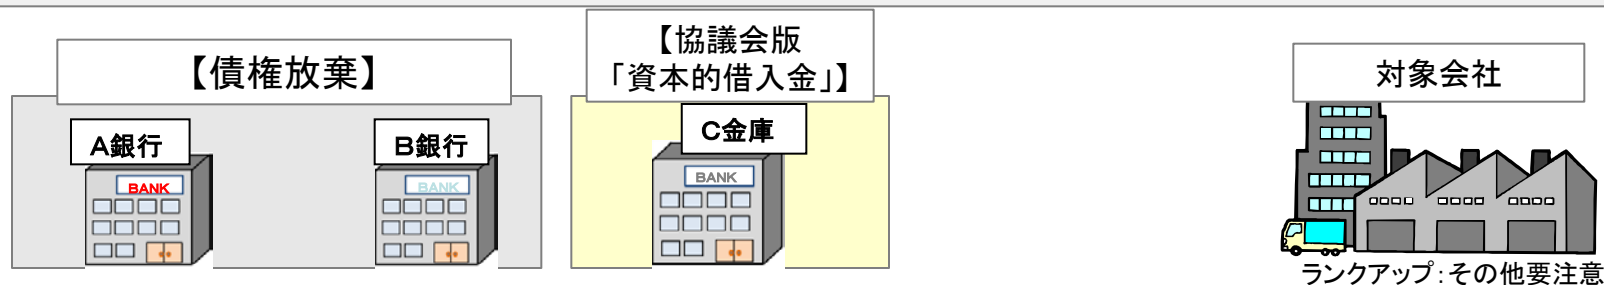 【債権放棄】
【協議会版
「資本的借入金」】
対象会社
A銀行
B銀行
C金庫
BANK
BANK
BANK
ランクアップ：その他要注意